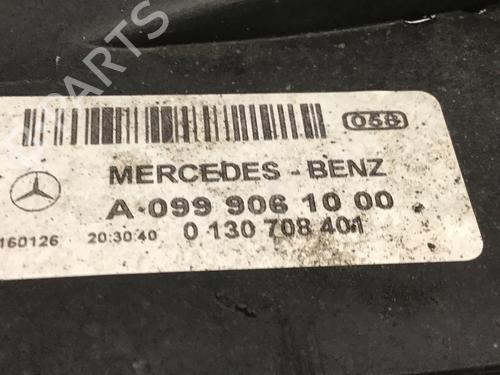 PARTS
058
MERCEDES - BENZ
A·099 906 10 00
160126 20:30:40 0 130 708 401